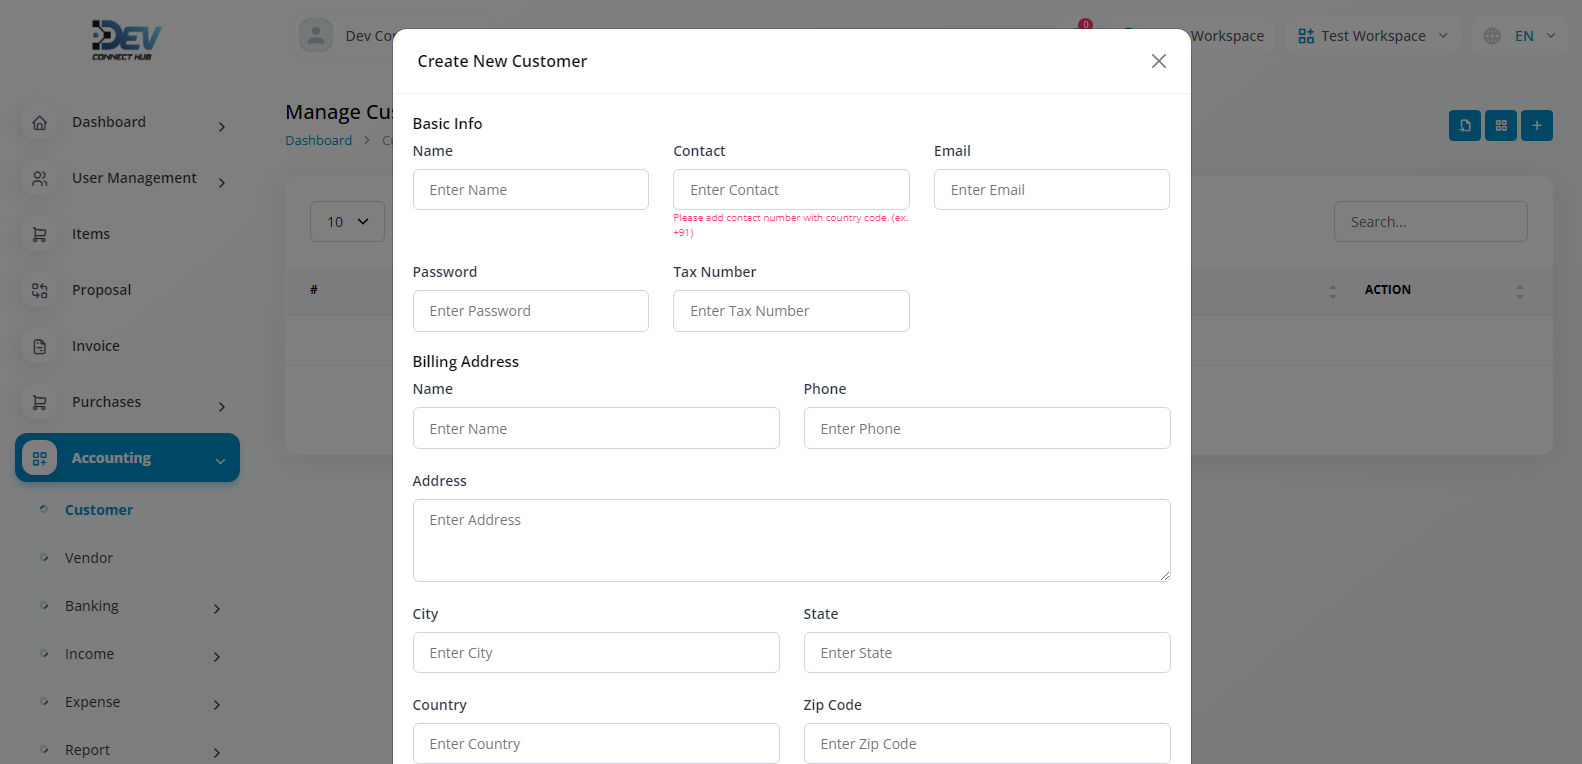 DEV
CONNECT HUB
Dev Co
0
Workspace
Test Workspace
EN
Dashboard
User Management
Items
Proposal
Invoice
Purchases
Accounting
Customer
Vendor
Banking
Income
Expense
Report
Manage Cu
Dashboard
10
Search...
#
ACTION
Create New Customer
Basic Info
Name
Contact
Email
Enter Name
Enter Contact
Enter Email
Please add contact number with country code. (ex.
+91)
Password
Tax Number
Enter Password
Enter Tax Number
Billing Address
Name
Phone
Enter Name
Enter Phone
Address
Enter Address
City
State
Enter City
Enter State
Country
Zip Code
Enter Country
Enter Zip Code